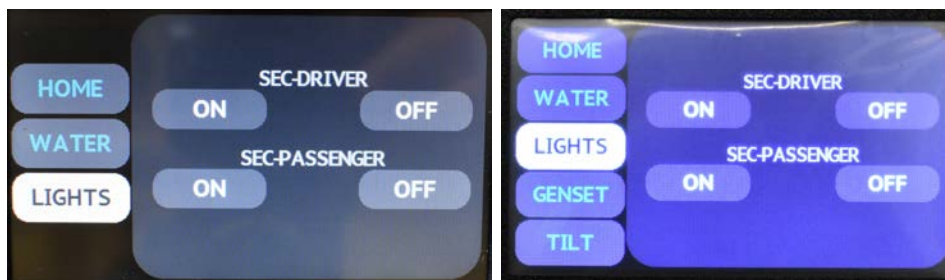 HOME
WATER
LIGHTS
SEC-DRIVER
ON OFF
SEC-PASSENGER
ON OFF
HOME
WATER
LIGHTS
GENSET
TILT
SEC-DRIVER
ON OFF
SEC-PASSENGER
ON OFF